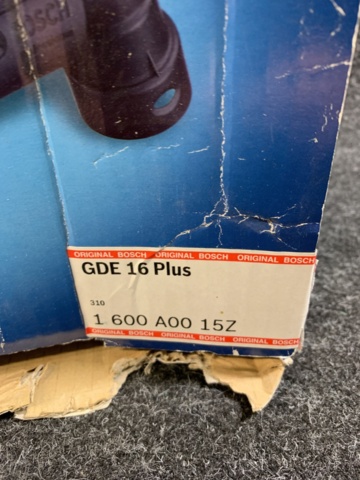 BOSCH
ORIGINAL BOSCH ORIGINAL BOSCH ORIGINAL BOSCH
GDE 16 Plus
310
1 600 A00 15Z
ORIGINAL BOSCH ORIGINAL BOSCH ORIGINAL BOSCH